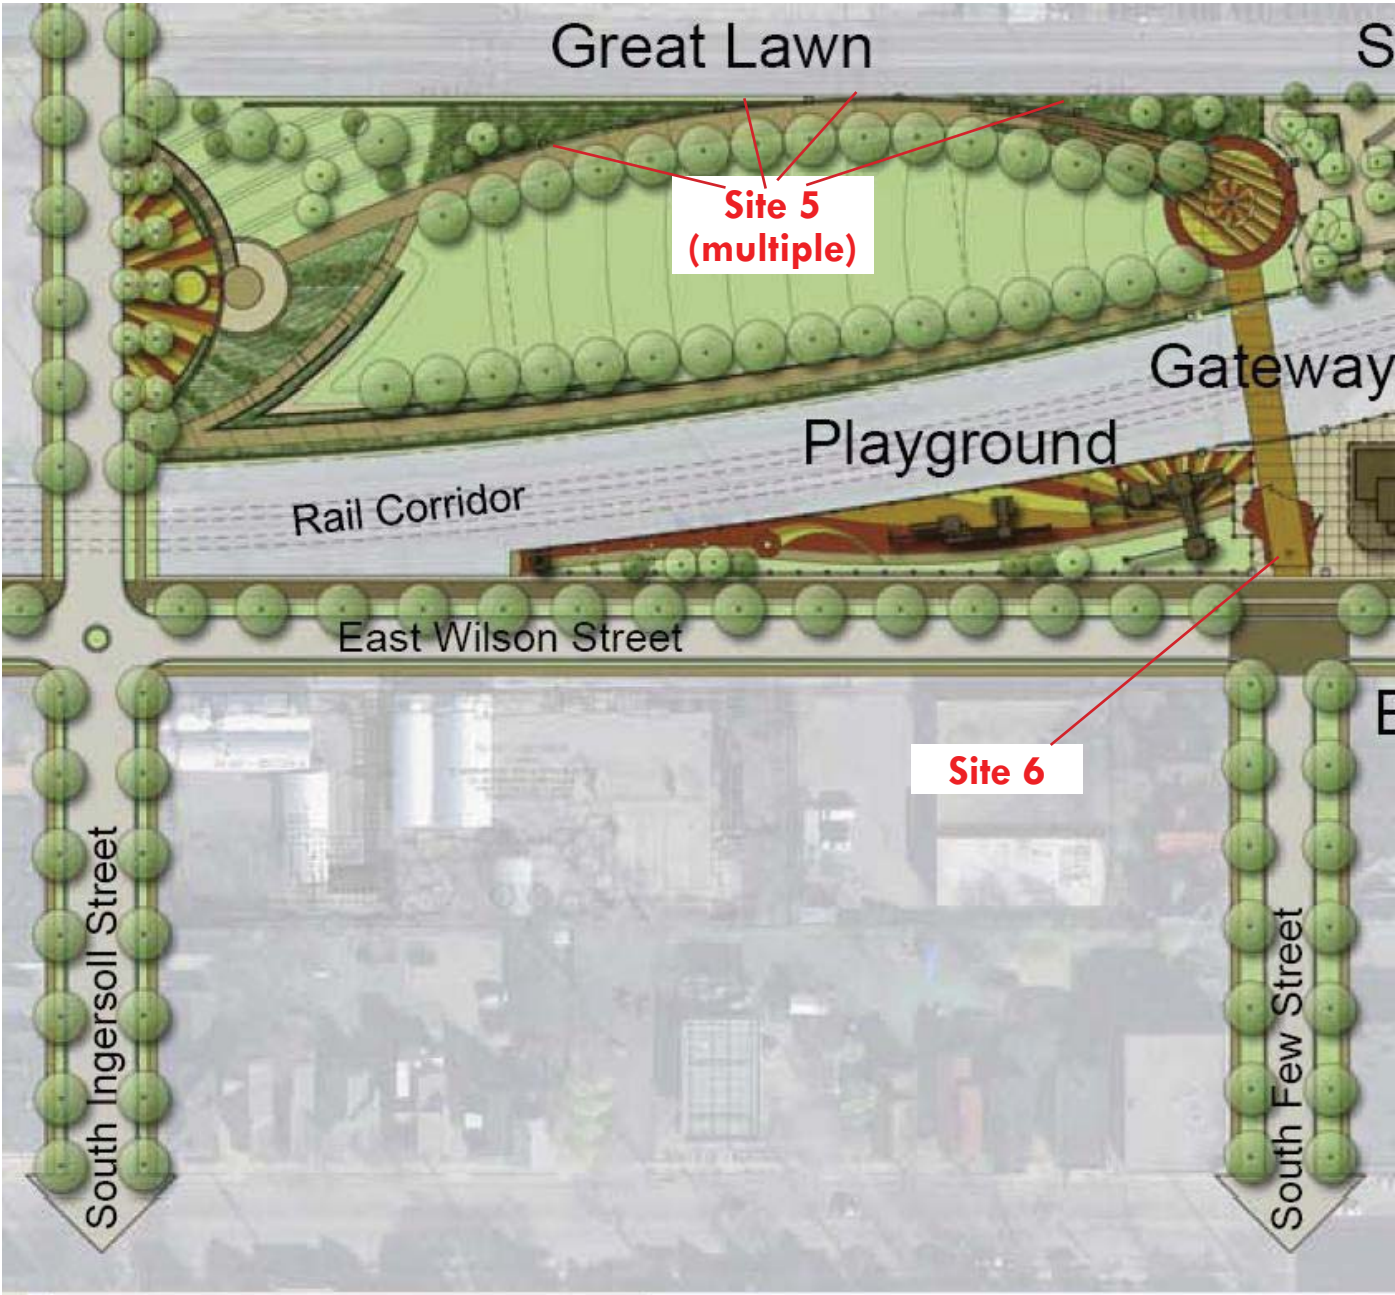 Great Lawn
S
Site 5
(multiple)
Gateway
Playground
Rail Corridor
East Wilson Street
E
Site 6
South Ingersoll Street
South Few Street